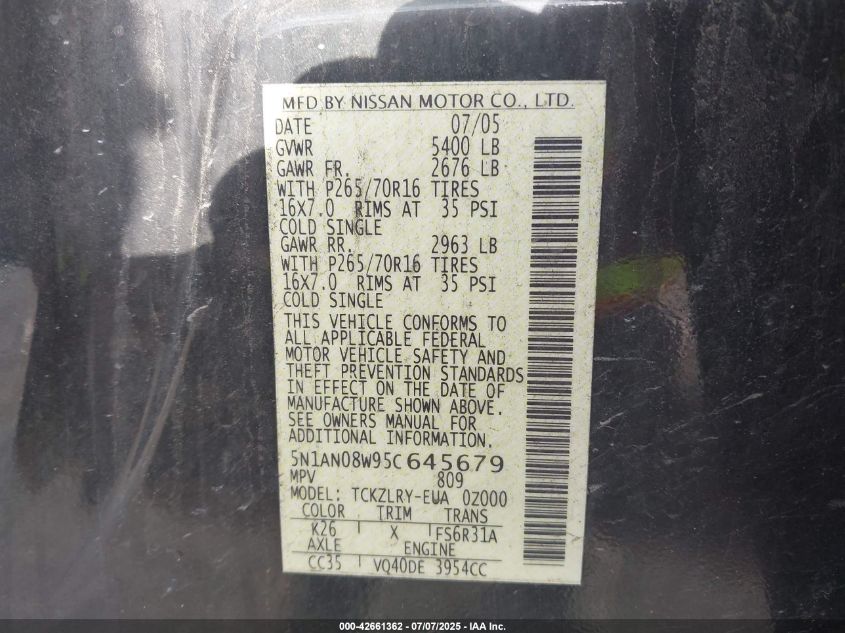 MFD BY NISSAN MOTOR CO., LTD.
DATE 07/05
GVWR 5400 LB
GAWR FR. 2676 LB
WITH P265/70R16 TIRES
16X7.0 RIMS AT 35 PSI
COLD SINGLE
GAWR RR. 2963 LB
WITH P265/70R16 TIRES
16X7.0 RIMS AT 35 PSI
COLD SINGLE
THIS VEHICLE CONFORMS TO
ALL APPLICABLE FEDERAL
MOTOR VEHICLE SAFETY AND
THEFT PREVENTION STANDARDS
IN EFFECT ON THE DATE OF
MANUFACTURE SHOWN ABOVE.
SEE OWNERS MANUAL FOR
ADDITIONAL INFORMATION.
5N1AN08W95C645679
MPV 809
MODEL: TCKZLRY-EUA 0Z000
COLOR TRIM TRANS
K26 X FS6R31A
AXLE ENGINE
CC35 VQ40DE 3954CC
000-42661362 - 07/07/2025 - IAA Inc.